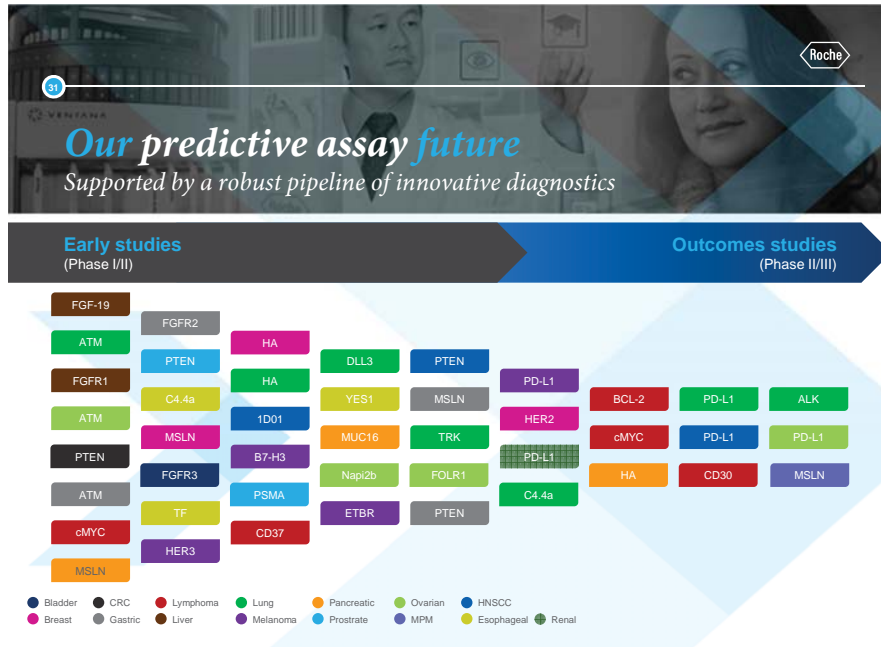 Roche
31
VENTANA
Our predictive assay future
Supported by a robust pipeline of innovative diagnostics
Early studies
(Phase I/II)
Outcomes studies
(Phase II/III)
FGF-19
ATM
FGFR1
ATM
PTEN
ATM
cMYC
MSLN
FGFR2
PTEN
C4.4a
MSLN
FGFR3
TF
HER3
HA
HA
1D01
B7-H3
PSMA
CD37
DLL3
YES1
MUC16
Napi2b
ETBR
PTEN
MSLN
TRK
FOLR1
PTEN
PD-L1
HER2
PD-L1
C4.4a
BCL-2
cMYC
HA
PD-L1
PD-L1
CD30
ALK
PD-L1
MSLN
Bladder CRC Lymphoma Lung Pancreatic Ovarian HNSCC
Breast Gastric Liver Melanoma Prostrate MPM Esophageal Renal